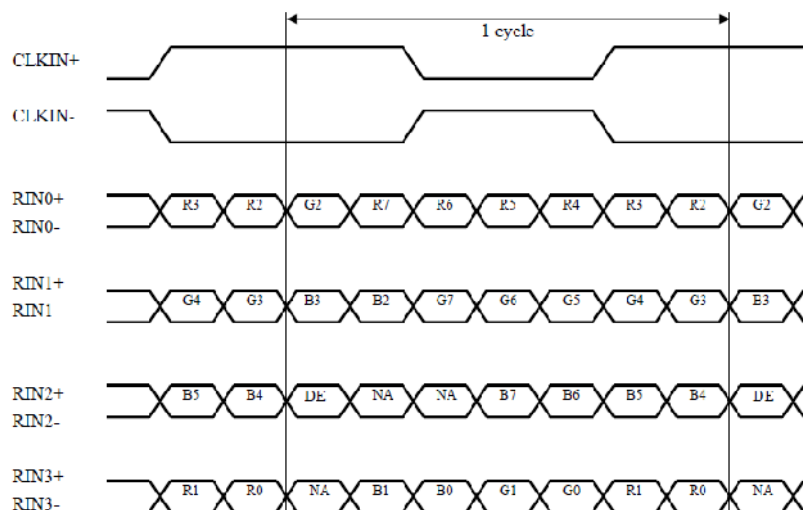 1 cycle
CLKIN+
CLKIN-
RIN0+
R3 R2 G2 R7 R6 R5 R4 R3 R2 G2
RIN0-
RIN1+
G4 G3 B3 B2 G7 G6 G5 G4 G3 B3
RIN1
RIN2+
B5 B4 DE NA NA B7 B6 B5 B4 DE
RIN2-
RIN3+
R1 R0 NA B1 B0 G1 G0 R1 R0 NA
RIN3-